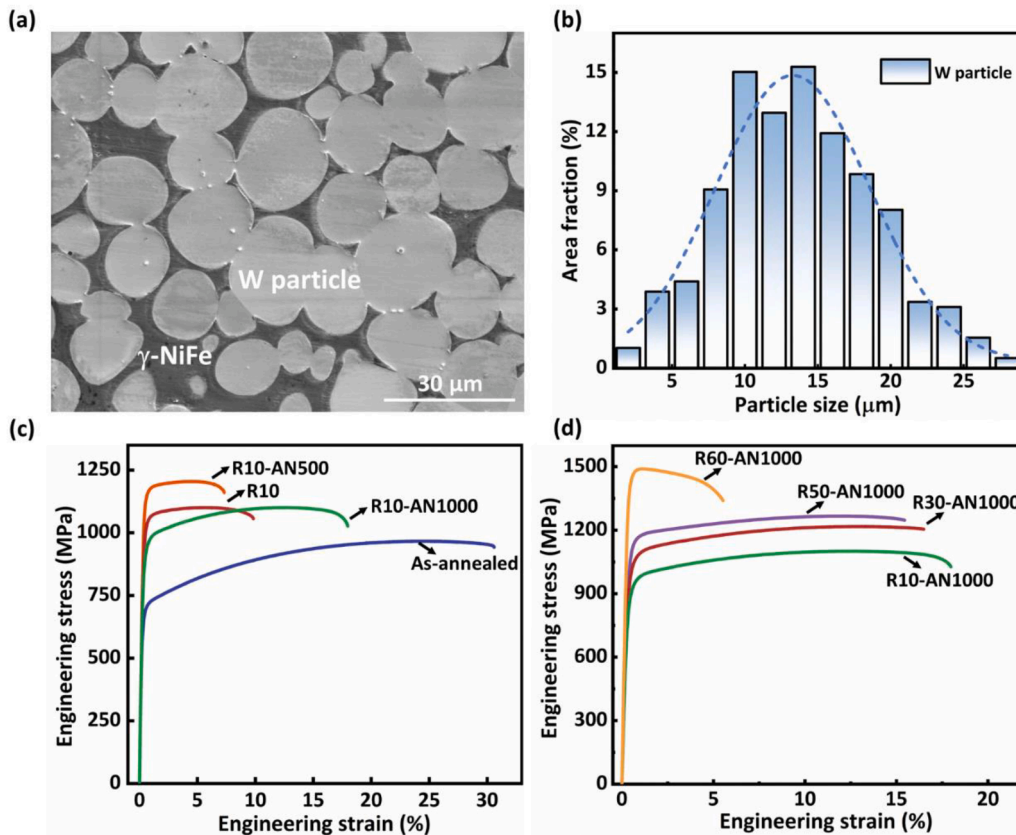 (a)
W particle
γ-NiFe
30 μm
(b)
W particle
Area fraction (%)
15
12
9
6
3
0
5
10
15
20
25
Particle size (μm)
(c)
R10-AN500
R10
R10-AN1000
As-annealed
Engineering stress (MPa)
1250
1000
750
500
250
0
0
5
10
15
20
25
30
Engineering strain (%)
(d)
R60-AN1000
R50-AN1000
R30-AN1000
R10-AN1000
Engineering stress (MPa)
1500
1200
900
600
300
0
0
5
10
15
20
Engineering strain (%)